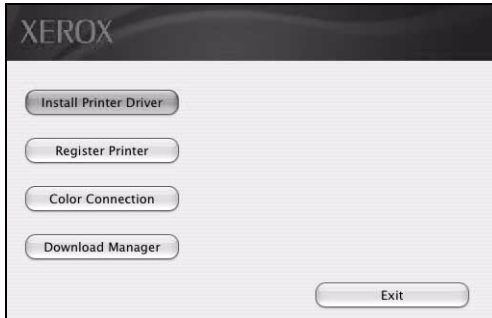 XEROX
Install Printer Driver
Register Printer
Color Connection
Download Manager
Exit